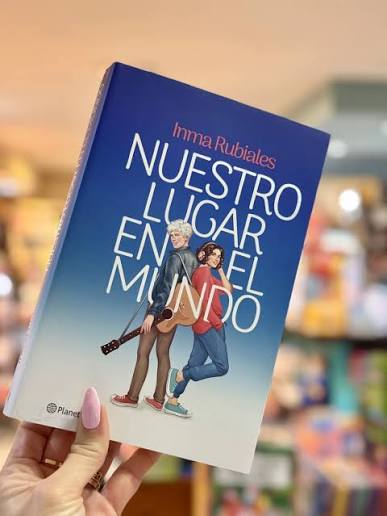 Inma Rubiales
NUESTRO
LUGAR
EN EL
MUNDO
Planeta